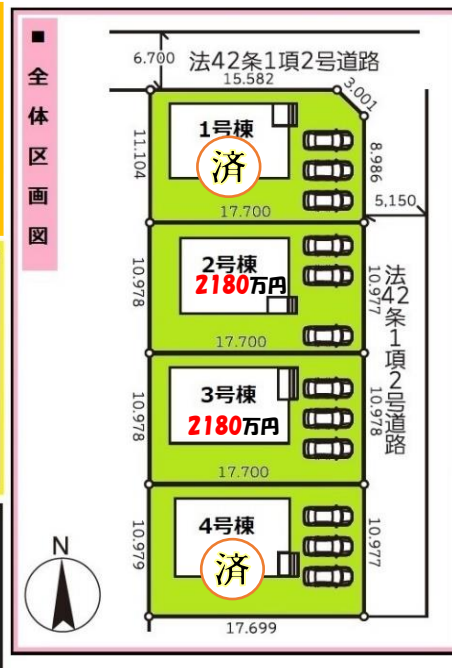 ■全体区画図
6.700
法42条1項2号道路
15.582
3.001
1号棟
済
11.104
8.986
17.700
5,150
2号棟
2180万円
10.978
10.977
法42条1項2号道路
17.700
3号棟
2180万円
10.978
10.978
17.700
4号棟
済
10.979
10.977
N
17.699